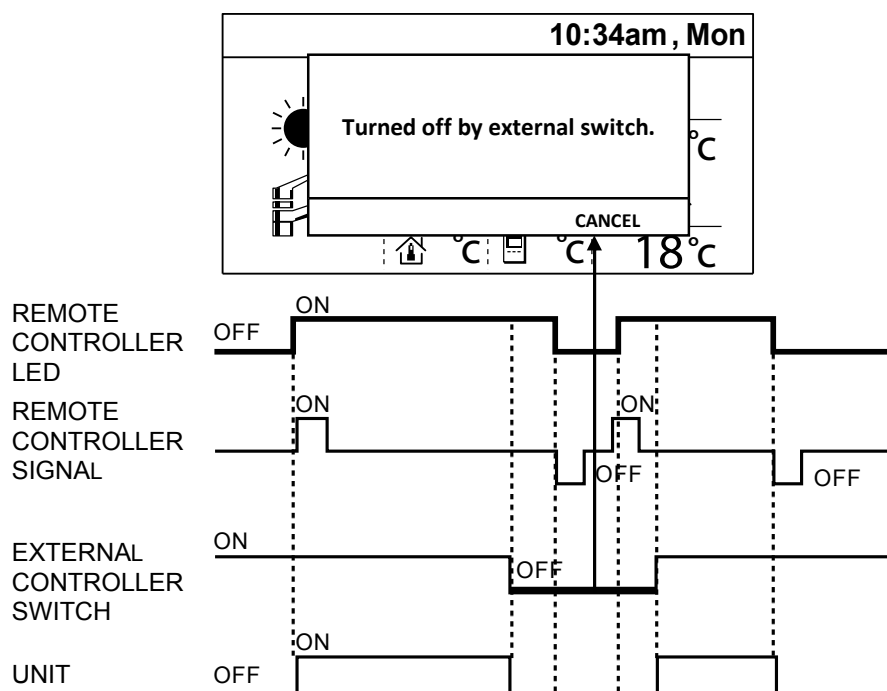 10:34am , Mon
Turned off by external switch.
°C
CANCEL
°C °C 18°C
REMOTE
CONTROLLER
LED
OFF
ON
REMOTE
CONTROLLER
SIGNAL
ON
OFF
ON
OFF
EXTERNAL
CONTROLLER
SWITCH
ON
OFF
UNIT
OFF
ON